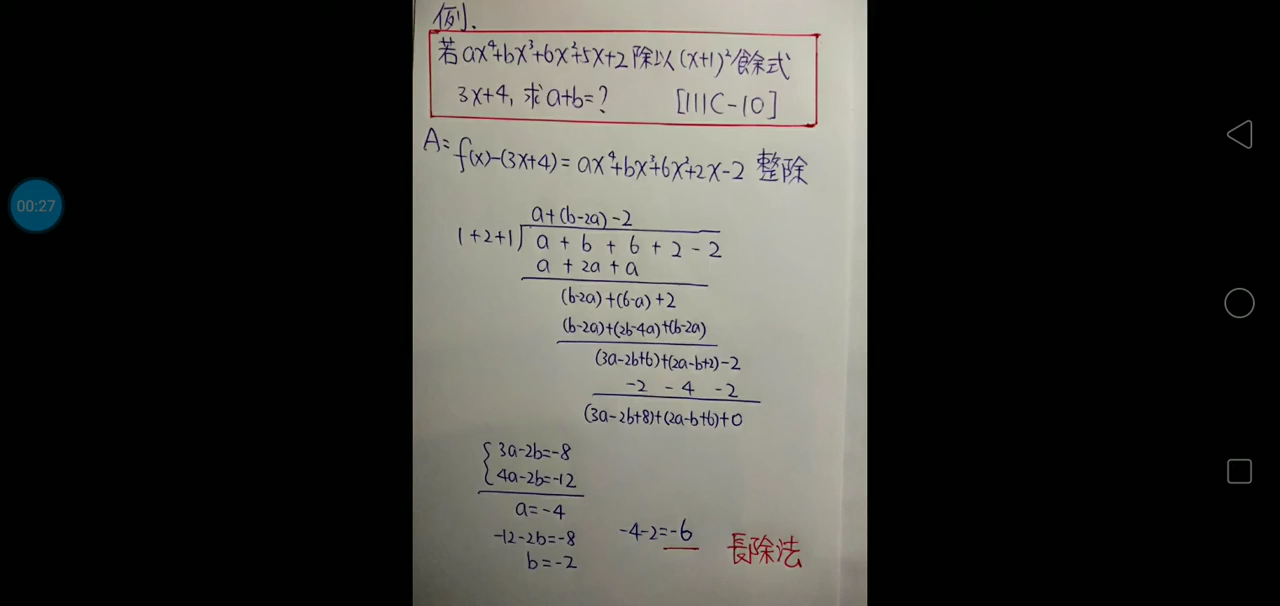 例.
若ax⁴+bx³+6x²+5x+2除以(x+1)²餘式
3x+4,求a+b=? [111C-10]
A=f(x)-(3x+4)=ax⁴+bx³+6x²+2x-2 整除
a+(b-2a)-2
1+2+1)a+b+6+2-2
a+2a+a
(b-2a)+(6-a)+2
(b-2a)+(2b-4a)+(b-2a)
(3a-2b+6)+(2a-b+2)-2
-2 -4 -2
(3a-2b+8)+(2a-b+6)+0
00:27
{3a-2b=-8
4a-2b=-12
a=-4
-12-2b=-8
b=-2
-4-2=-6
長除法